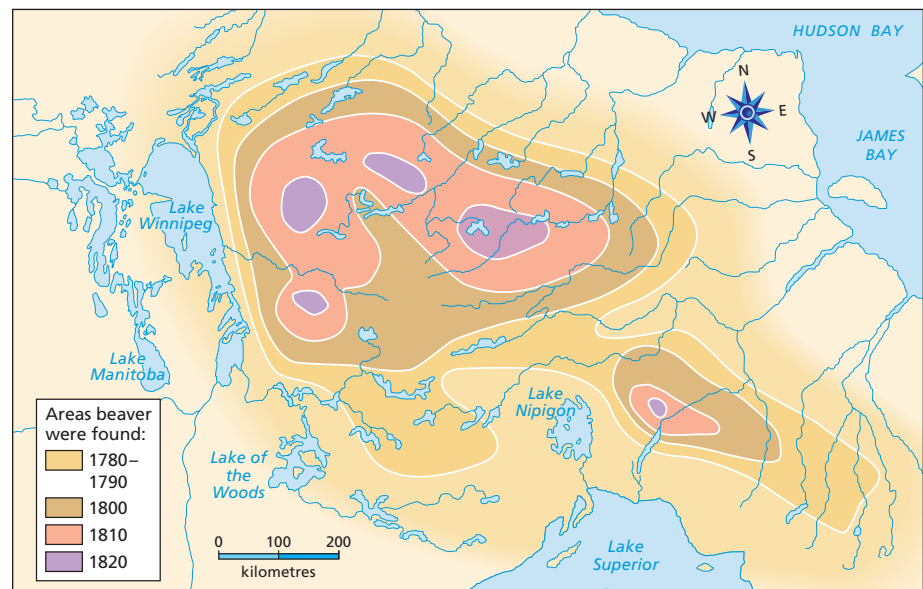 HUDSON BAY
N
W
E
S
JAMES
BAY
Lake
Winnipeg
Lake
Manitoba
Lake
Nipigon
Lake of
the
Woods
Lake
Superior
Areas beaver
were found:
1780–
1790
1800
1810
1820
0 100 200
kilometres